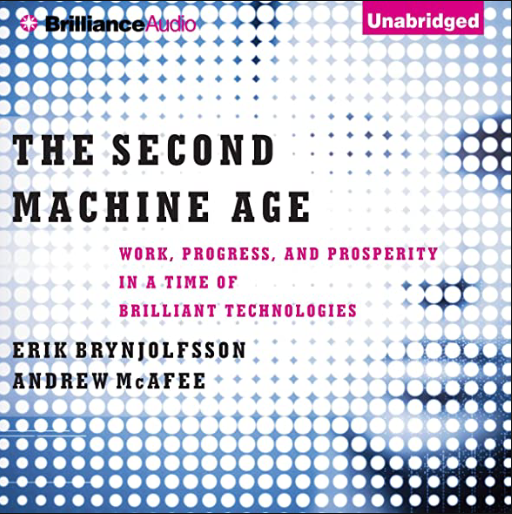 BrillianceAudio
Unabridged
THE SECOND
MACHINE AGE
WORK, PROGRESS, AND PROSPERITY
IN A TIME OF
BRILLIANT TECHNOLOGIES
ERIK BRYNJOLFSSON
ANDREW McAFEE